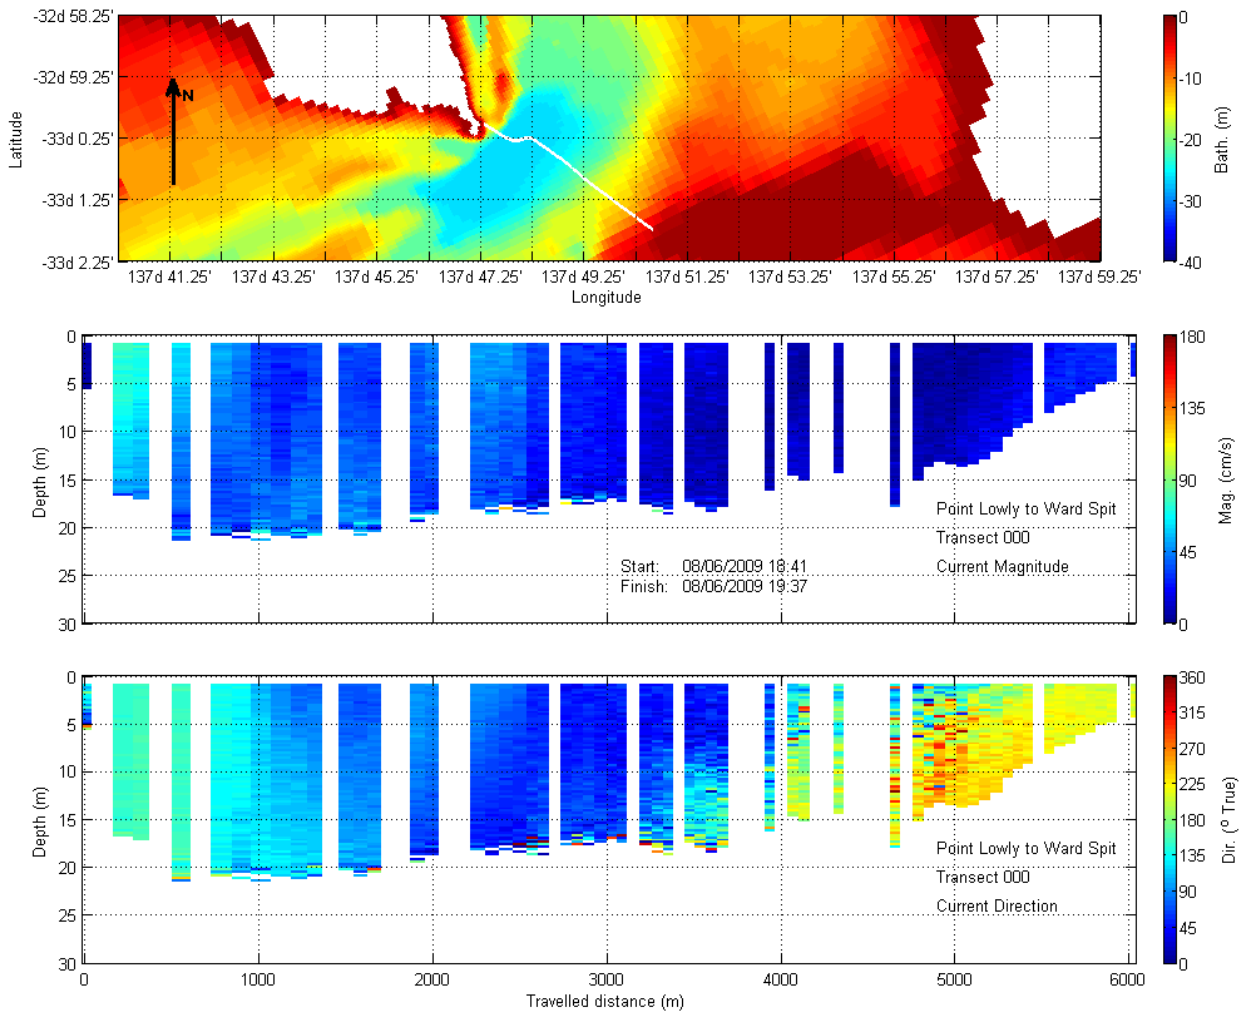 -32d 58.25'
-32d 59.25'
-33d 0.25'
-33d 1.25'
-33d 2.25'
Latitude
N
137d 41.25' 137d 43.25' 137d 45.25' 137d 47.25' 137d 49.25' 137d 51.25' 137d 53.25' 137d 55.25' 137d 57.25' 137d 59.25'
Longitude
0
-10
-20
-30
-40
Bath. (m)
0
5
10
15
20
25
30
Depth (m)
Point Lowly to Ward Spit
Transect 000
Current Magnitude
Start: 08/06/2009 18:41
Finish: 08/06/2009 19:37
180
135
90
45
0
Mag. (cm/s)
0
5
10
15
20
25
30
Depth (m)
Point Lowly to Ward Spit
Transect 000
Current Direction
0 1000 2000 3000 4000 5000 6000
Travelled distance (m)
360
315
270
225
180
135
90
45
0
Dir. (° True)